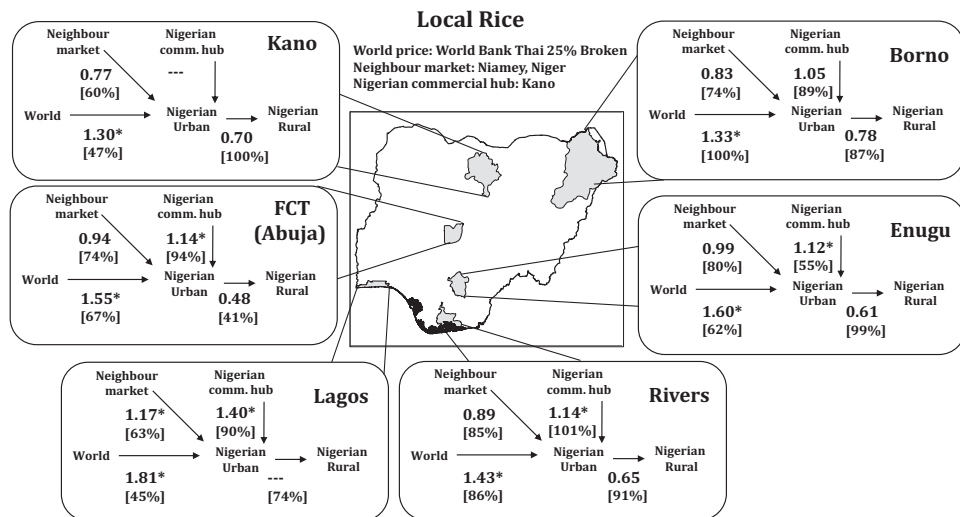 Local Rice
World price: World Bank Thai 25% Broken
Neighbour market: Niamey, Niger
Nigerian commercial hub: Kano
Kano
Neighbour
market
Nigerian
comm. hub
0.77
[60%]
---
World
Nigerian
Urban
Nigerian
Rural
1.30*
[47%]
0.70
[100%]
Borno
Neighbour
market
Nigerian
comm. hub
0.83
[74%]
1.05
[89%]
World
Nigerian
Urban
Nigerian
Rural
1.33*
[100%]
0.78
[87%]
FCT
(Abuja)
Neighbour
market
Nigerian
comm. hub
0.94
[74%]
1.14*
[94%]
World
Nigerian
Urban
Nigerian
Rural
1.55*
[67%]
0.48
[41%]
Enugu
Neighbour
market
Nigerian
comm. hub
0.99
[80%]
1.12*
[55%]
World
Nigerian
Urban
Nigerian
Rural
1.60*
[62%]
0.61
[99%]
Lagos
Neighbour
market
Nigerian
comm. hub
1.17*
[63%]
1.40*
[90%]
World
Nigerian
Urban
Nigerian
Rural
1.81*
[45%]
---
[74%]
Rivers
Neighbour
market
Nigerian
comm. hub
0.89
[85%]
1.14*
[101%]
World
Nigerian
Urban
Nigerian
Rural
1.43*
[86%]
0.65
[91%]